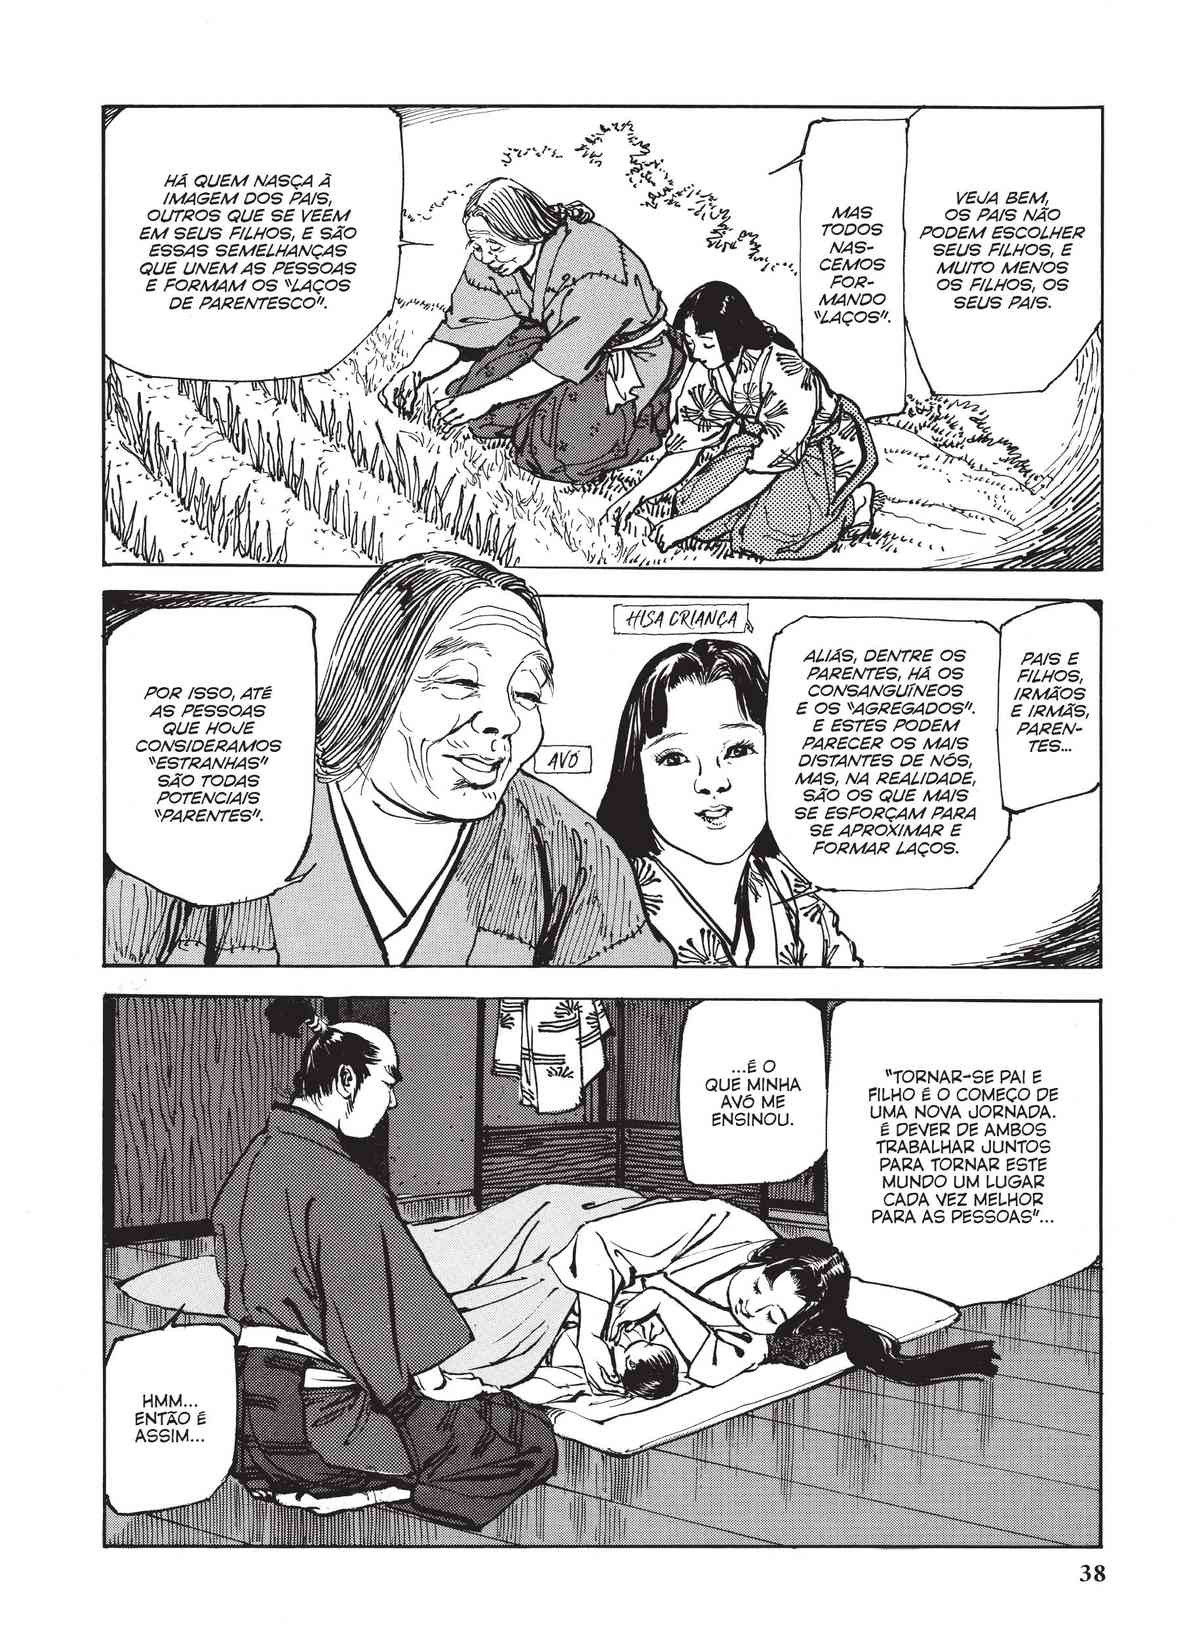 VEJA BEM,
OS PAIS NÃO
PODEM ESCOLHER
SEUS FILHOS, E
MUITO MENOS
OS FILHOS, OS
SEUS PAIS.
MAS
TODOS
NAS-
CEMOS
FOR-
MANDO
“LAÇOS”.
HÁ QUEM NASÇA À
IMAGEM DOS PAIS,
OUTROS QUE SE VEEM
EM SEUS FILHOS, E SÃO
ESSAS SEMELHANÇAS
QUE UNEM AS PESSOAS
E FORMAM OS “LAÇOS
DE PARENTESCO”.
PAIS E
FILHOS,
IRMÃOS
E IRMÃS,
PAREN-
TES...
HISA CRIANÇA
ALIÁS, DENTRE OS
PARENTES, HÁ OS
CONSANGUÍNEOS
E OS “AGREGADOS”.
E ESTES PODEM
PARECER OS MAIS
DISTANTES DE NÓS,
MAS, NA REALIDADE,
SÃO OS QUE MAIS
SE ESFORÇAM PARA
SE APROXIMAR E
FORMAR LAÇOS.
AVÓ
POR ISSO, ATÉ
AS PESSOAS
QUE HOJE
CONSIDERAMOS
“ESTRANHAS”
SÃO TODAS
POTENCIAIS
“PARENTES”.
“TORNAR-SE PAI E
FILHO É O COMEÇO DE
UMA NOVA JORNADA.
É DEVER DE AMBOS
TRABALHAR JUNTOS
PARA TORNAR ESTE
MUNDO UM LUGAR
CADA VEZ MELHOR
PARA AS PESSOAS”...
...É O
QUE MINHA
AVÓ ME
ENSINOU.
HMM...
ENTÃO É
ASSIM...
38